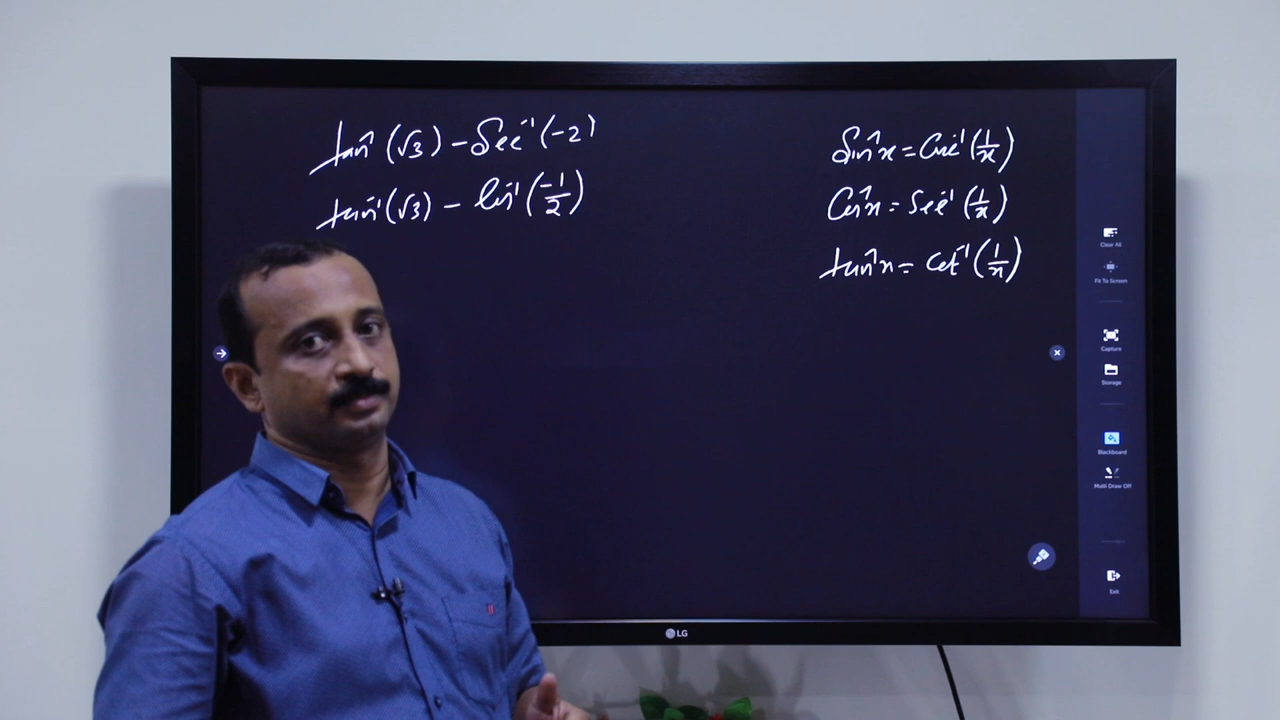 tan⁻¹(√3) – Sec⁻¹(–2)
tan⁻¹(√3) – Cos⁻¹(–1/2)
Sin⁻¹x = Cosec⁻¹(1/x)
Cos⁻¹x = Sec⁻¹(1/x)
tan⁻¹x = Cot⁻¹(1/x)
Clear All
Fit To Screen
Capture
Storage
Blackboard
Multi Draw Off
Exit
LG